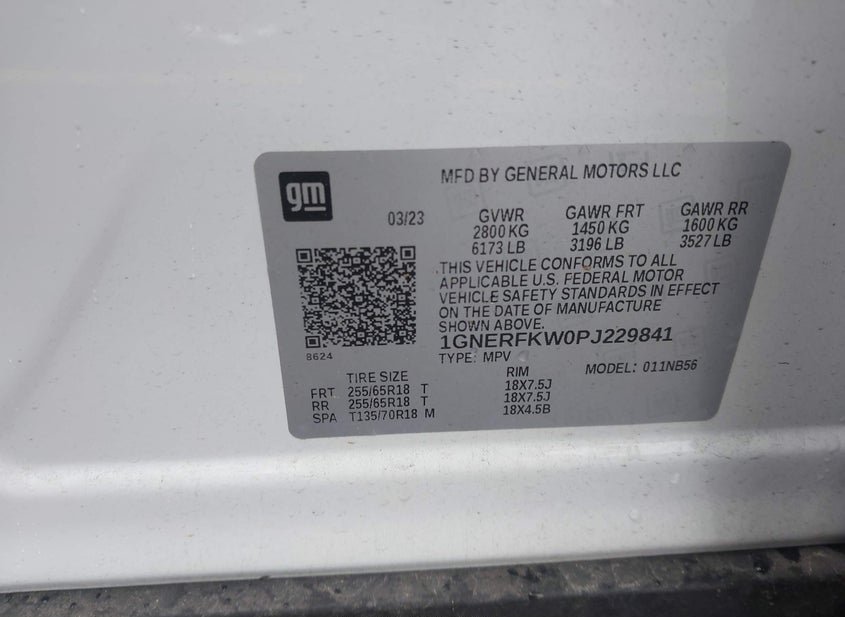 gm
MFD BY GENERAL MOTORS LLC
03/23 GVWR GAWR FRT GAWR RR
2800 KG 1450 KG 1600 KG
6173 LB 3196 LB 3527 LB
THIS VEHICLE CONFORMS TO ALL
APPLICABLE U.S. FEDERAL MOTOR
VEHICLE SAFETY STANDARDS IN EFFECT
ON THE DATE OF MANUFACTURE
SHOWN ABOVE.
1GNERFKW0PJ229841
8624
TYPE: MPV MODEL: 011NB56
TIRE SIZE RIM
FRT 255/65R18 T 18X7.5J
RR 255/65R18 T 18X7.5J
SPA T135/70R18 M 18X4.5B